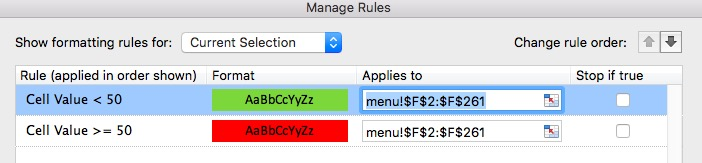 Manage Rules
Show formatting rules for: Current Selection Change rule order:
Rule (applied in order shown) Format Applies to Stop if true
Cell Value < 50 AaBbCcYyZz menu!$F$2:$F$261
Cell Value >= 50 AaBbCcYyZz menu!$F$2:$F$261